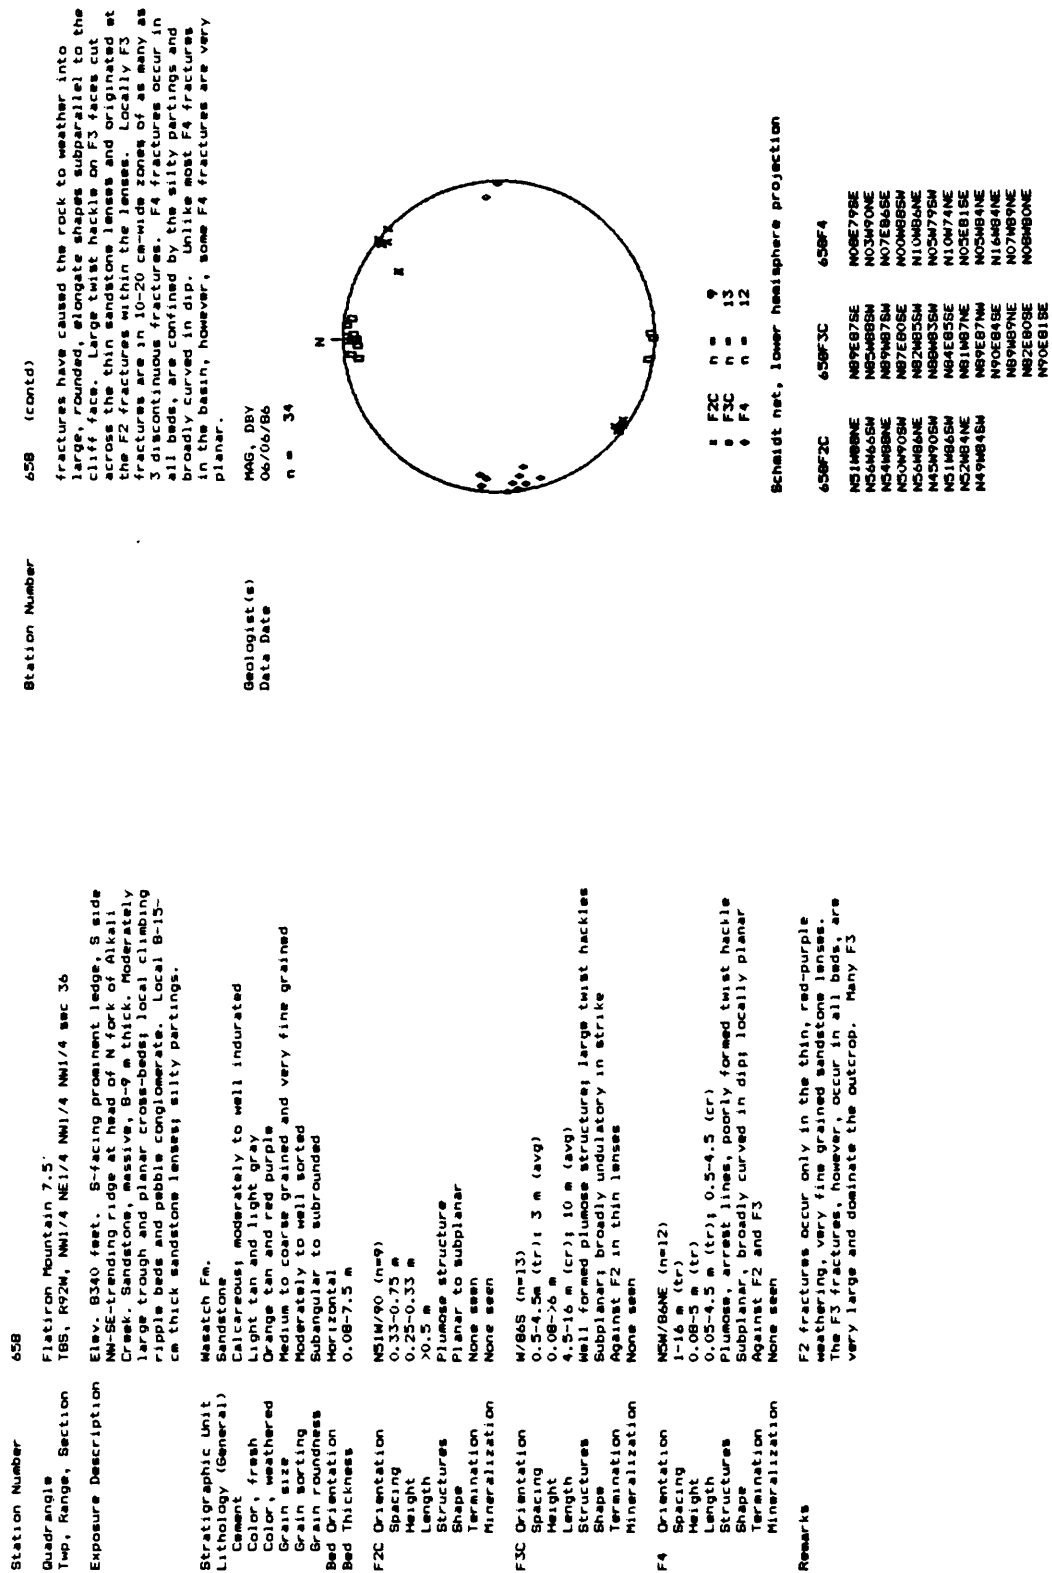 Station Number 658
Quadrangle Flatiron Mountain 7.5'
Twp, Range, Section T8S, R92W, NW1/4 NE1/4 NW1/4 sec 36
Exposure Description Elev. 8340 feet. S-facing prominent ledge, S side
NW-SE-trending ridge at head of N fork of Alkali
Creek. Sandstone, massive, 8-9 m thick. Moderately
large trough and planar cross-beds; local climbing
ripple beds and pebble conglomerate. Local 8-15-
cm thick sandstone lenses; silty partings.
Stratigraphic Unit Wasatch Fm.
Lithology (General) Sandstone
Cement Calcareous; moderately to well indurated
Color, fresh Light tan and light gray
Color, weathered Orange tan and red purple
Grain size Medium to coarse grained and very fine grained
Grain sorting Moderately to well sorted
Grain roundness Subangular to subrounded
Bed Orientation Horizontal
Bed Thickness 0.08-7.5 m
F2C Orientation N51W/90 (n=9)
Spacing 0.33-0.75 m
Height 0.25-0.33 m
Length >0.5 m
Structures Plumose structure
Shape Planar to subplanar
Termination None seen
Mineralization None seen
F3C Orientation W/86S (n=13)
Spacing 0.5-4.5m (tr); 3 m (avg)
Height 0.08->6 m
Length 4.5-16 m (cr); 10 m (avg)
Structures Well formed plumose structure; large twist hackles
Shape Subplanar; broadly undulatory in strike
Termination Against F2 in thin lenses
Mineralization None seen
F4 Orientation N5W/86NE (n=12)
Spacing 1-16 m (tr)
Height 0.08-5 m (tr)
Length 0.05-4.5 m (tr); 0.5-4.5 (cr)
Structures Plumose, arrest lines, poorly formed twist hackle
Shape Subplanar, broadly curved in dip; locally planar
Termination Against F2 and F3
Mineralization None seen
Remarks F2 fractures occur only in the thin, red-purple
weathering, very fine grained sandstone lenses.
The F3 fractures, however, occur in all beds, are
very large and dominate the outcrop. Many F3
Station Number 658 (contd)
fractures have caused the rock to weather into
large, rounded, elongate shapes subparallel to the
cliff face. Large twist hackle on F3 faces cut
across the thin sandstone lenses and originated at
the F2 fractures within the lenses. Locally F3
fractures are in 10-20 cm-wide zones of as many as
3 discontinuous fractures. F4 fractures occur in
all beds, are confined by the silty partings and
broadly curved in dip. Unlike most F4 fractures
in the basin, however, some F4 fractures are very
planar.
Geologist(s) MAG, DBY
Data Date 06/06/86
n = 34
N
F2C n = 9
F3C n = 13
F4 n = 12
Schmidt net, lower hemisphere projection
658F2C 658F3C 658F4
N51W88NE N89E87SE N08E79SE
N56W66SW N85W88SW N03W90NE
N54W88NE N89W87SW N07E86SE
N50W90SW N87E80SE N00W88SW
N56W86NE N82W85SW N10W86NE
N45W90SW N88W83SW N05W79SW
N51W86SW N84E85SE N10W74NE
N52W84NE N81W87NE N05E81SE
N49W84SW N89E87NW N05W84NE
N90E84SE N16W84NE
N89W89NE N07W89NE
N82E80SE N08W80NE
N90E81SE